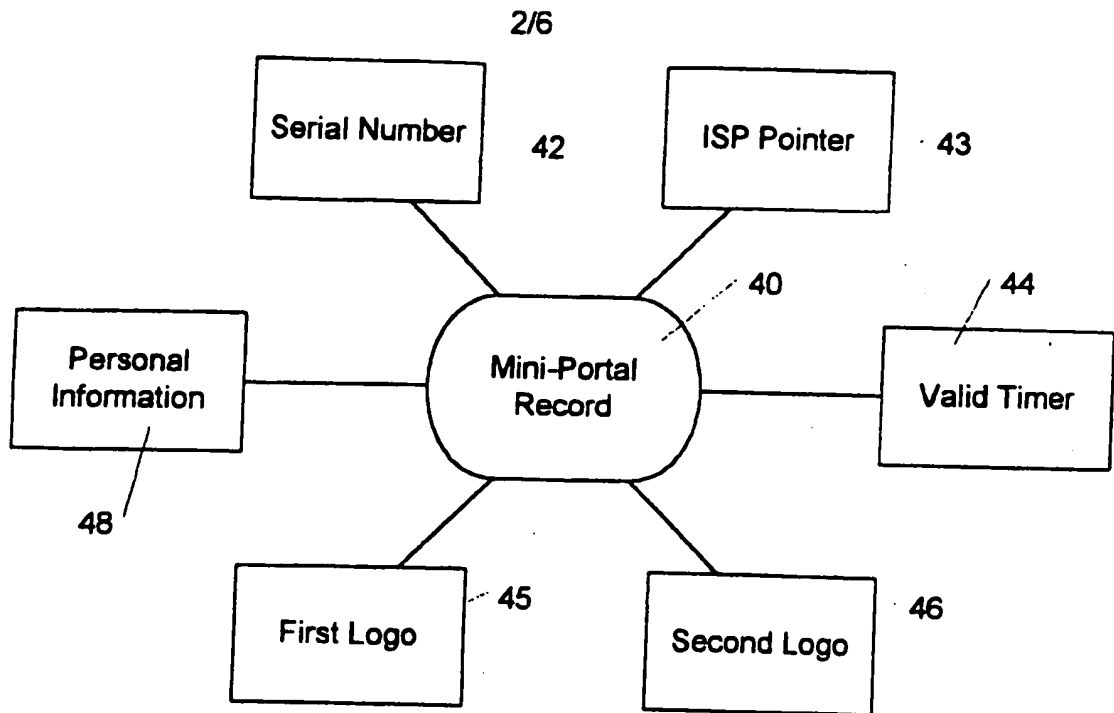 2/6
Serial Number
42
ISP Pointer
43
40
44
Personal
Information
Mini-Portal
Record
Valid Timer
48
First Logo
45
Second Logo
46